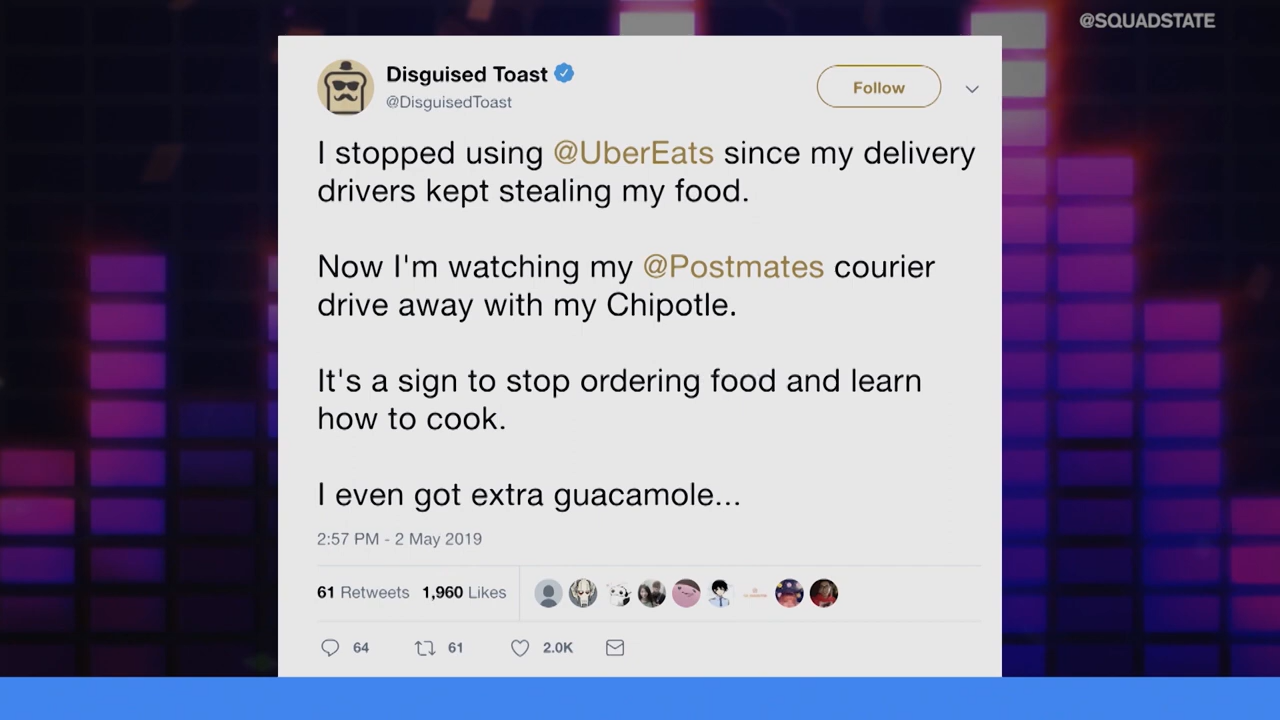 @SQUADSTATE
Disguised Toast
@DisguisedToast
Follow
I stopped using @UberEats since my delivery
drivers kept stealing my food.
Now I'm watching my @Postmates courier
drive away with my Chipotle.
It's a sign to stop ordering food and learn
how to cook.
I even got extra guacamole...
2:57 PM - 2 May 2019
61 Retweets 1,960 Likes
64 61 2.0K